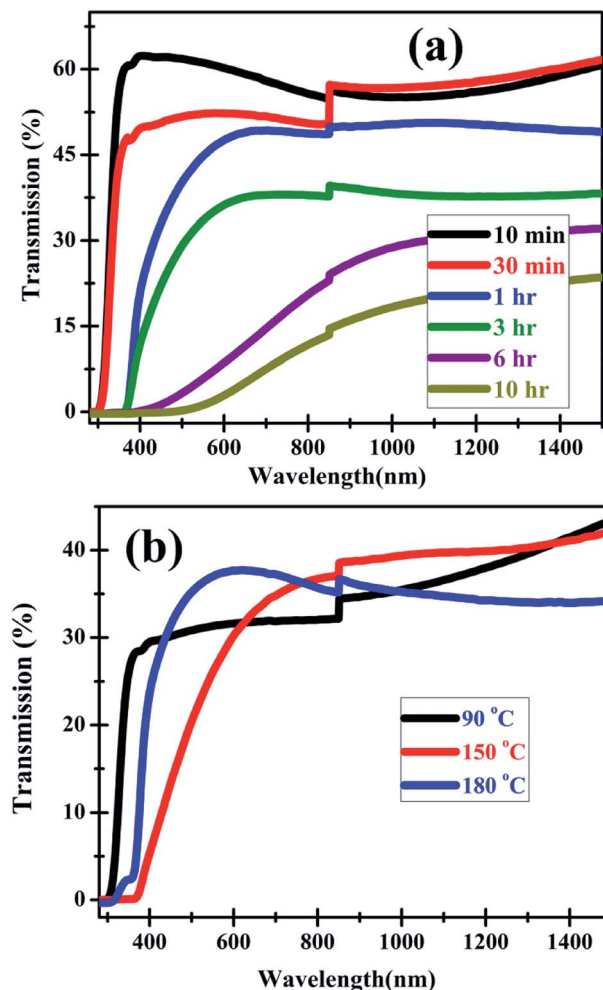 (a)
Transmission (%)
60
45
30
15
0
10 min
30 min
1 hr
3 hr
6 hr
10 hr
400 600 800 1000 1200 1400
Wavelength(nm)
(b)
Transmission (%)
40
30
20
10
0
90 °C
150 °C
180 °C
400 600 800 1000 1200 1400
Wavelength(nm)